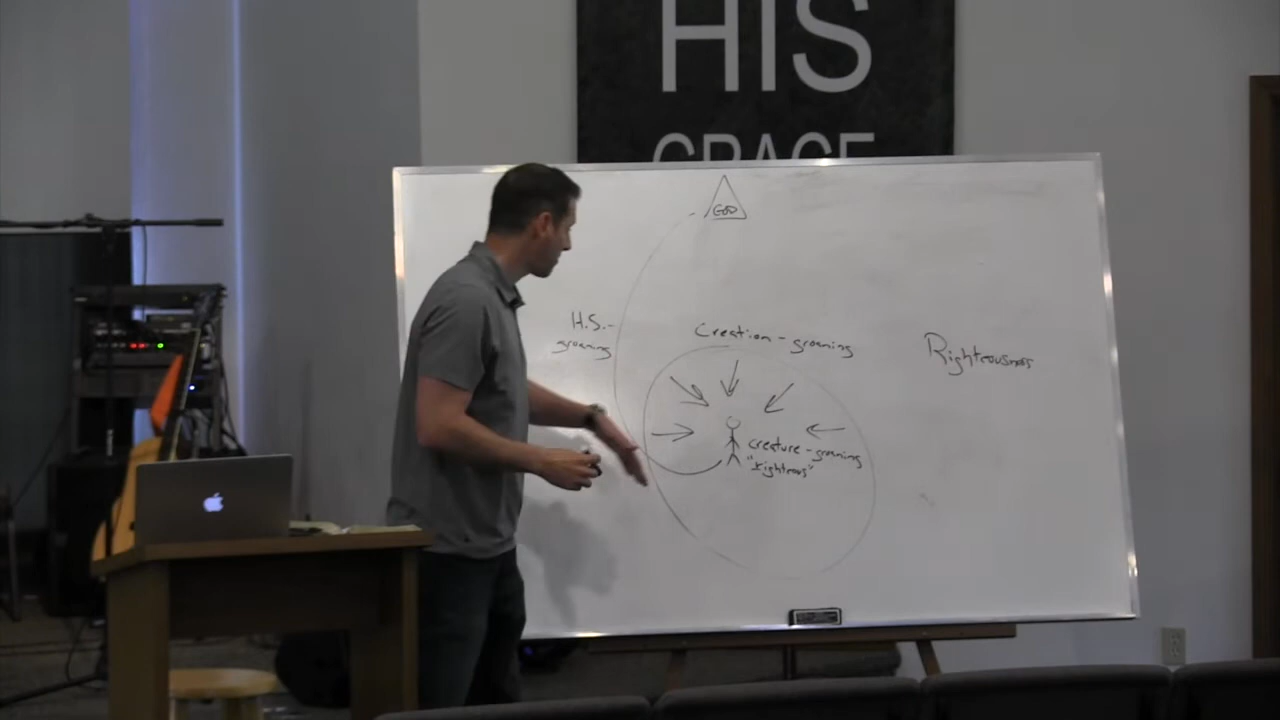 HIS
GRACE
GOD
H.S.-
groaning
Creation-groaning
Righteousness
creature-groaning
"righteous"